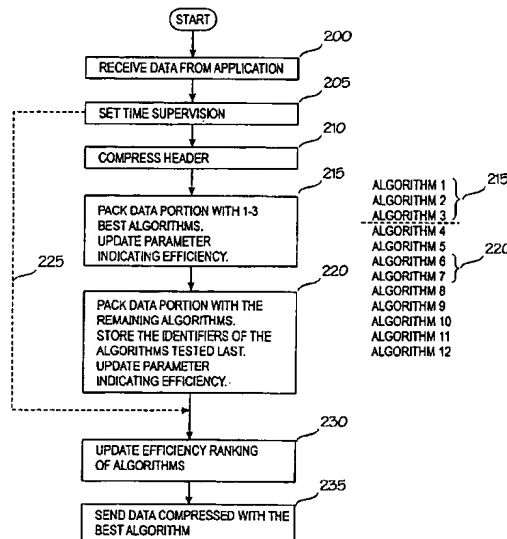 START
200
RECEIVE DATA FROM APPLICATION
205
SET TIME SUPERVISION
210
COMPRESS HEADER
215
PACK DATA PORTION WITH 1-3
BEST ALGORITHMS.
UPDATE PARAMETER
INDICATING EFFICIENCY.
220
PACK DATA PORTION WITH THE
REMAINING ALGORITHMS.
STORE THE IDENTIFIERS OF THE
ALGORITHMS TESTED LAST.
UPDATE PARAMETER
INDICATING EFFICIENCY.
225
230
UPDATE EFFICIENCY RANKING
OF ALGORITHMS
235
SEND DATA COMPRESSED WITH THE
BEST ALGORITHM
ALGORITHM 1
ALGORITHM 2
ALGORITHM 3
215
ALGORITHM 4
ALGORITHM 5
ALGORITHM 6
ALGORITHM 7
220
ALGORITHM 8
ALGORITHM 9
ALGORITHM 10
ALGORITHM 11
ALGORITHM 12